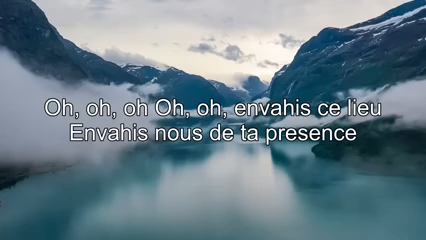 Oh, oh, oh Oh, oh, envahis ce lieu
Envahis nous de ta presence